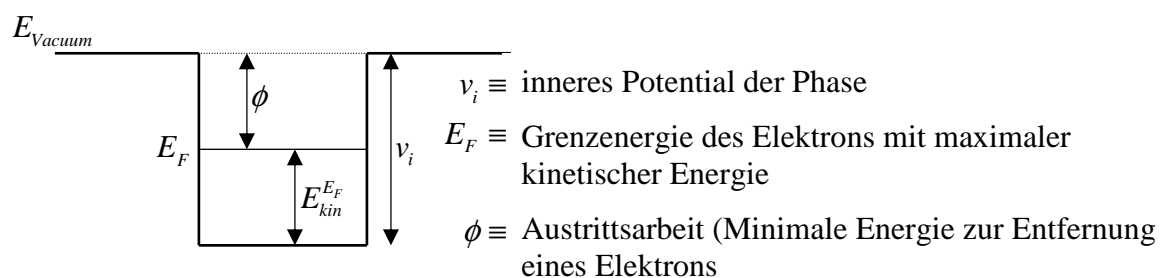 E_Vacuum
ϕ
v_i ≡ inneres Potential der Phase
E_F
v_i
E_F ≡ Grenzenergie des Elektrons mit maximaler
kinetischer Energie
E_kin^E_F
ϕ ≡ Austrittsarbeit (Minimale Energie zur Entfernung
eines Elektrons